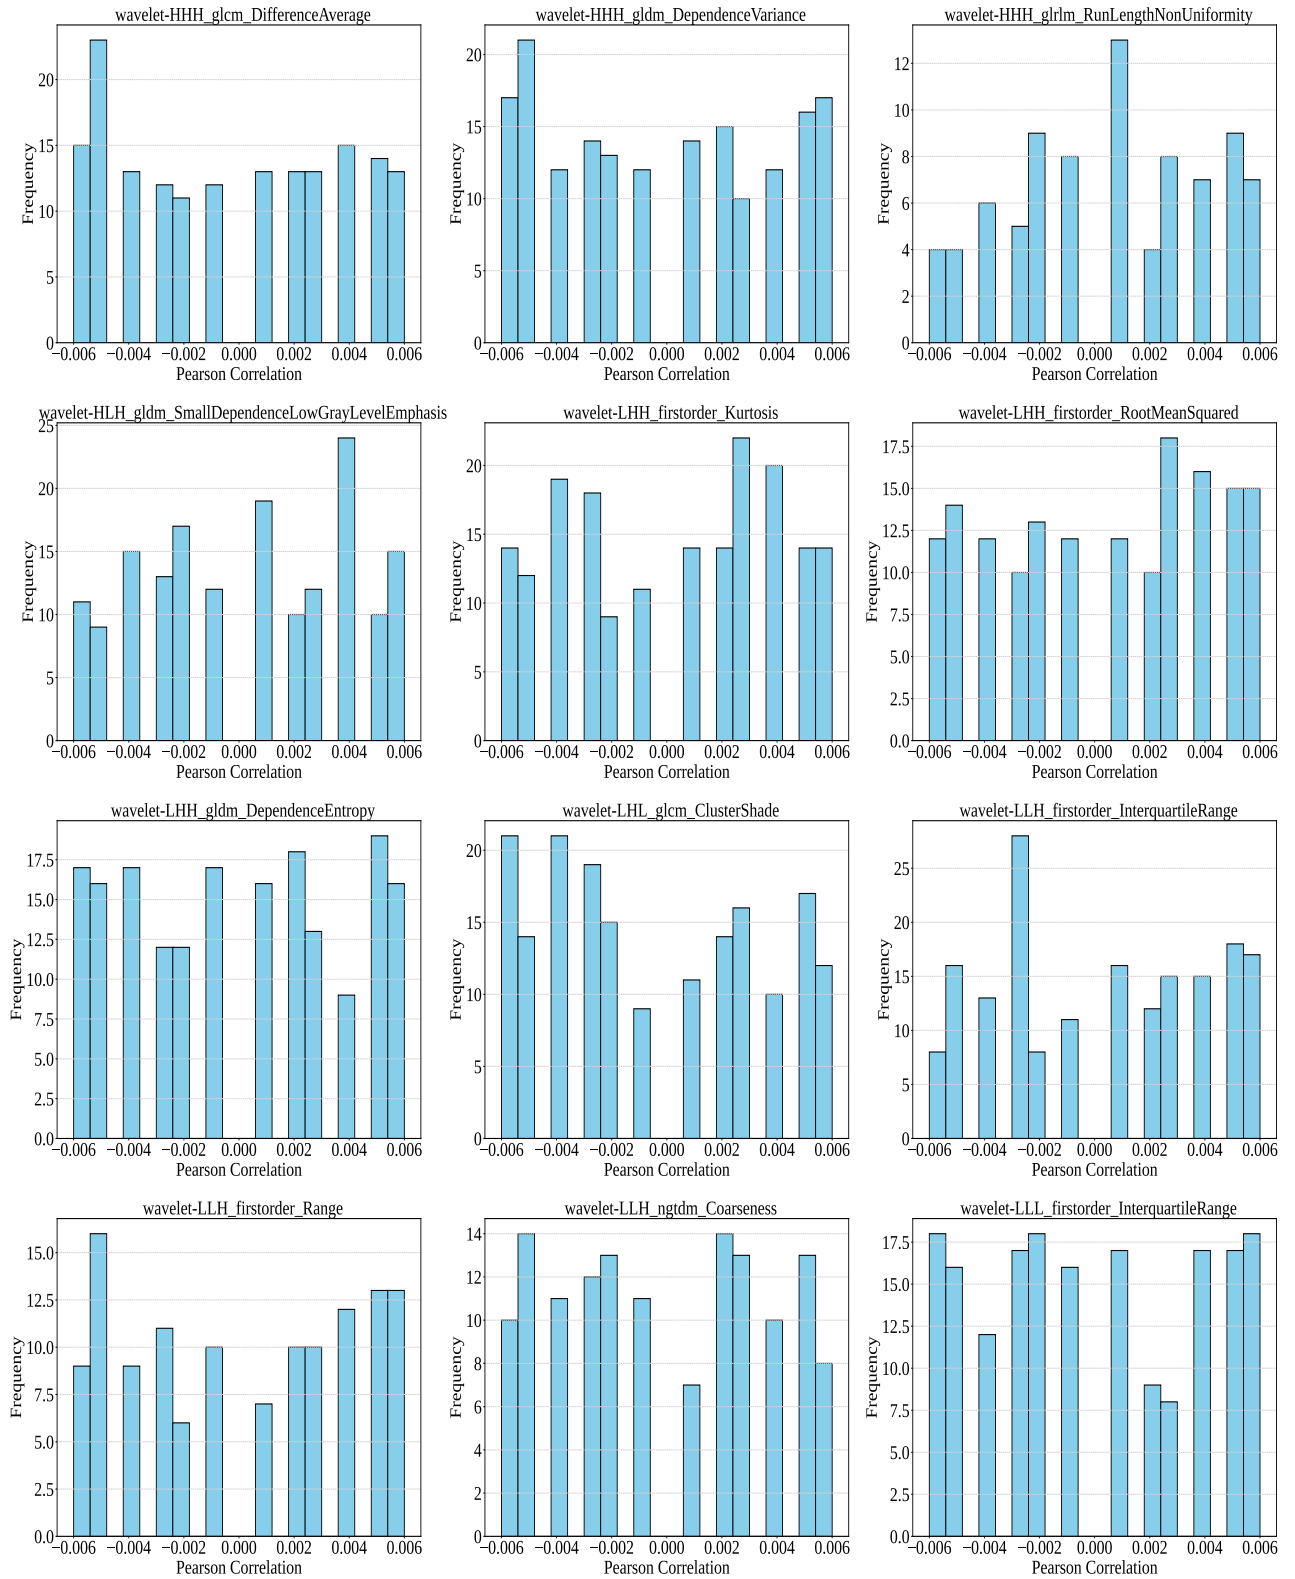 wavelet-HHH_glcm_DifferenceAverage
Frequency
20
15
10
5
0
−0.006 −0.004 −0.002 0.000 0.002 0.004 0.006
Pearson Correlation
wavelet-HHH_gldm_DependenceVariance
Frequency
20
15
10
5
0
−0.006 −0.004 −0.002 0.000 0.002 0.004 0.006
Pearson Correlation
wavelet-HHH_glrlm_RunLengthNonUniformity
Frequency
12
10
8
6
4
2
0
−0.006 −0.004 −0.002 0.000 0.002 0.004 0.006
Pearson Correlation
wavelet-HLH_gldm_SmallDependenceLowGrayLevelEmphasis
Frequency
25
20
15
10
5
0
−0.006 −0.004 −0.002 0.000 0.002 0.004 0.006
Pearson Correlation
wavelet-LHH_firstorder_Kurtosis
Frequency
20
15
10
5
0
−0.006 −0.004 −0.002 0.000 0.002 0.004 0.006
Pearson Correlation
wavelet-LHH_firstorder_RootMeanSquared
Frequency
17.5
15.0
12.5
10.0
7.5
5.0
2.5
0.0
−0.006 −0.004 −0.002 0.000 0.002 0.004 0.006
Pearson Correlation
wavelet-LHH_gldm_DependenceEntropy
Frequency
17.5
15.0
12.5
10.0
7.5
5.0
2.5
0.0
−0.006 −0.004 −0.002 0.000 0.002 0.004 0.006
Pearson Correlation
wavelet-LHL_glcm_ClusterShade
Frequency
20
15
10
5
0
−0.006 −0.004 −0.002 0.000 0.002 0.004 0.006
Pearson Correlation
wavelet-LLH_firstorder_InterquartileRange
Frequency
25
20
15
10
5
0
−0.006 −0.004 −0.002 0.000 0.002 0.004 0.006
Pearson Correlation
wavelet-LLH_firstorder_Range
Frequency
15.0
12.5
10.0
7.5
5.0
2.5
0.0
−0.006 −0.004 −0.002 0.000 0.002 0.004 0.006
Pearson Correlation
wavelet-LLH_ngtdm_Coarseness
Frequency
14
12
10
8
6
4
2
0
−0.006 −0.004 −0.002 0.000 0.002 0.004 0.006
Pearson Correlation
wavelet-LLL_firstorder_InterquartileRange
Frequency
17.5
15.0
12.5
10.0
7.5
5.0
2.5
0.0
−0.006 −0.004 −0.002 0.000 0.002 0.004 0.006
Pearson Correlation